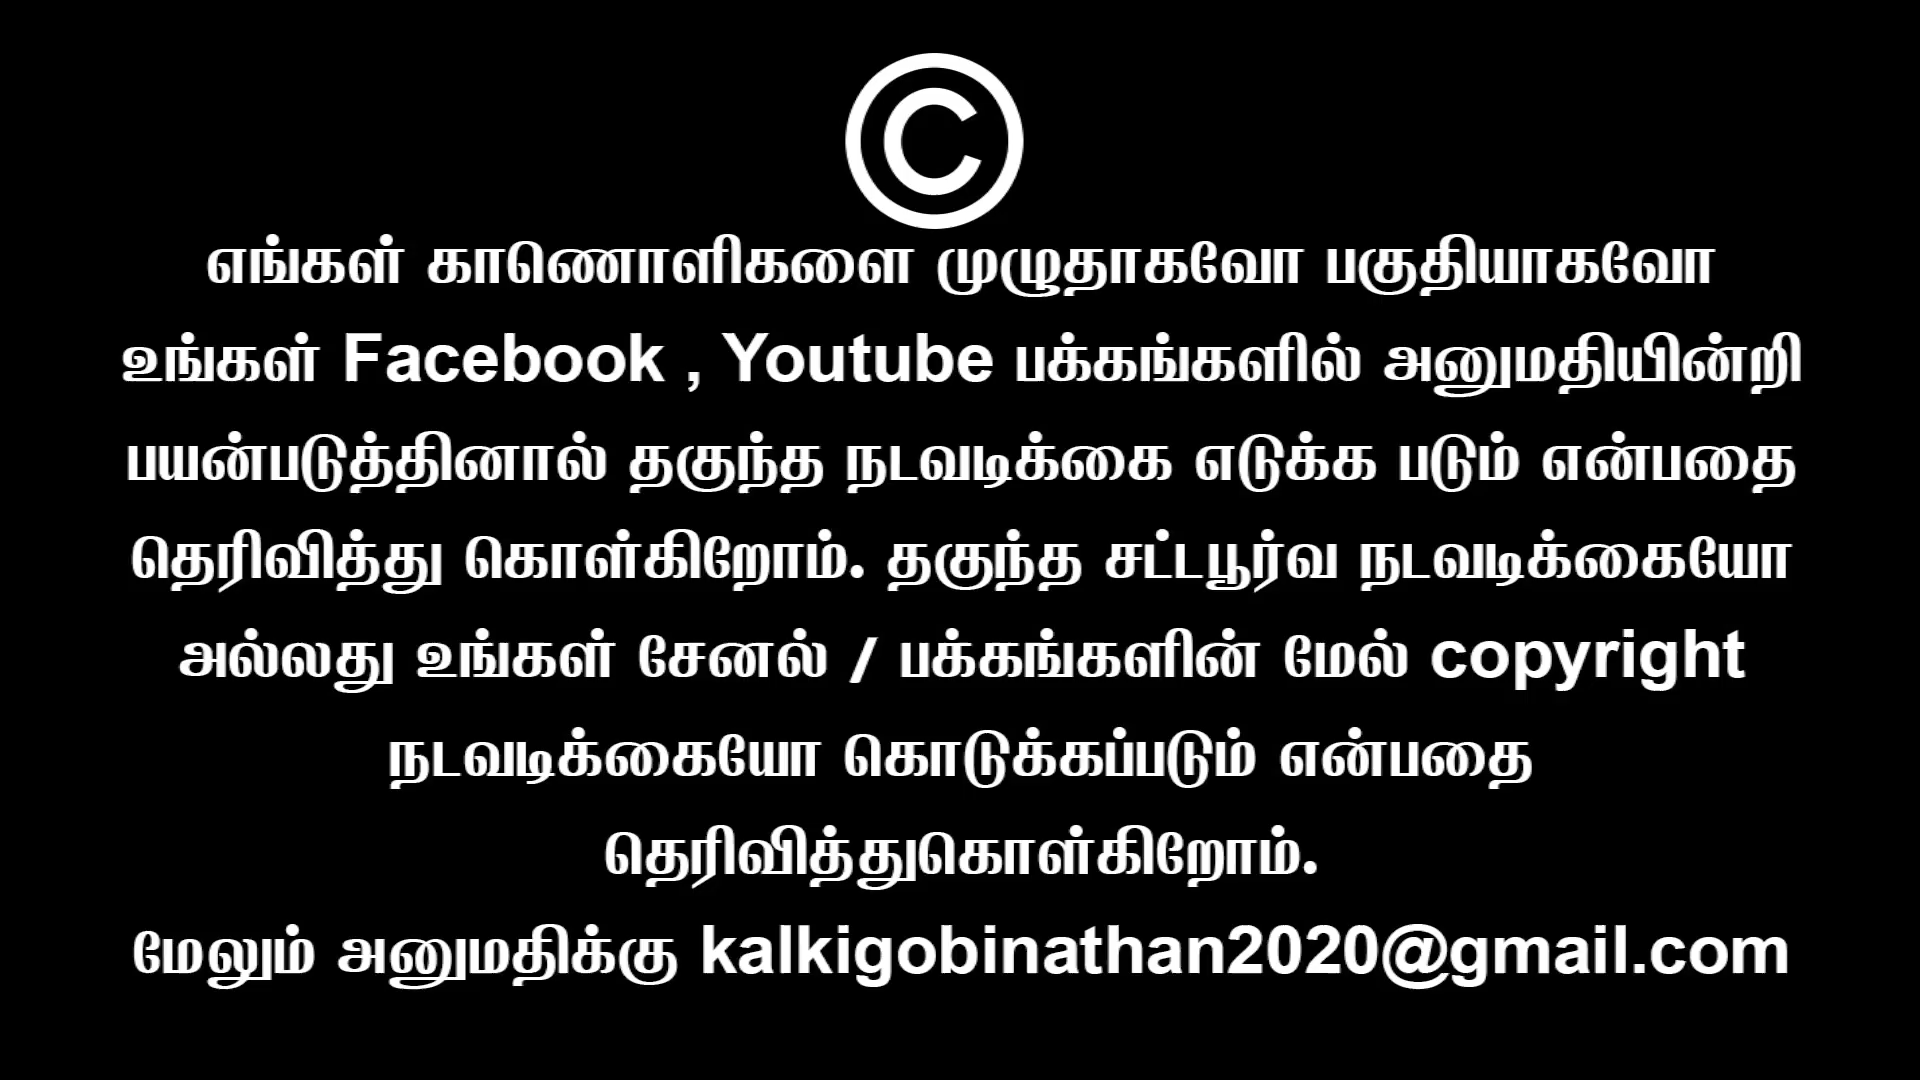 ©
எங்கள் காணொளிகளை முழுதாகவோ பகுதியாகவோ
உங்கள் Facebook , Youtube பக்கங்களில் அனுமதியின்றி
பயன்படுத்தினால் தகுந்த நடவடிக்கை எடுக்க படும் என்பதை
தெரிவித்து கொள்கிறோம். தகுந்த சட்டபூர்வ நடவடிக்கையோ
அல்லது உங்கள் சேனல் / பக்கங்களின் மேல் copyright
நடவடிக்கையோ கொடுக்கப்படும் என்பதை
தெரிவித்துகொள்கிறோம்.
மேலும் அனுமதிக்கு kalkigobinathan2020@gmail.com